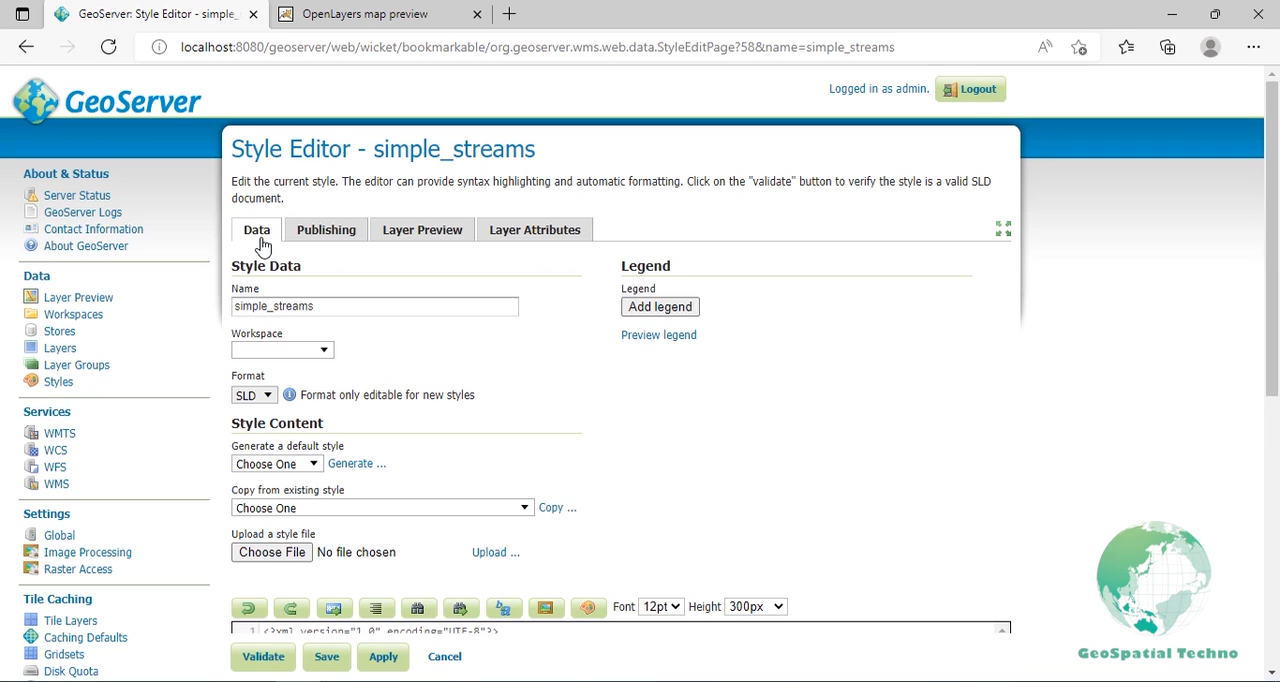 GeoServer: Style Editor - simple_
OpenLayers map preview
localhost:8080/geoserver/web/wicket/bookmarkable/org.geoserver.wms.web.data.StyleEditPage?58&name=simple_streams
GeoServer
Logged in as admin.
Logout
About & Status
Server Status
GeoServer Logs
Contact Information
About GeoServer
Data
Layer Preview
Workspaces
Stores
Layers
Layer Groups
Styles
Services
WMTS
WCS
WFS
WMS
Settings
Global
Image Processing
Raster Access
Tile Caching
Tile Layers
Caching Defaults
Gridsets
Disk Quota
Style Editor - simple_streams
Edit the current style. The editor can provide syntax highlighting and automatic formatting. Click on the "validate" button to verify the style is a valid SLD
document.
Data Publishing Layer Preview Layer Attributes
Style Data
Name
simple_streams
Workspace
Format
SLD Format only editable for new styles
Style Content
Generate a default style
Choose One Generate ...
Copy from existing style
Choose One Copy ...
Upload a style file
Choose File No file chosen Upload ...
Legend
Legend
Add legend
Preview legend
Font 12pt Height 300px
1 <?xml version="1.0" encoding="UTF-8"?>
Validate Save Apply Cancel
GeoSpatial Techno